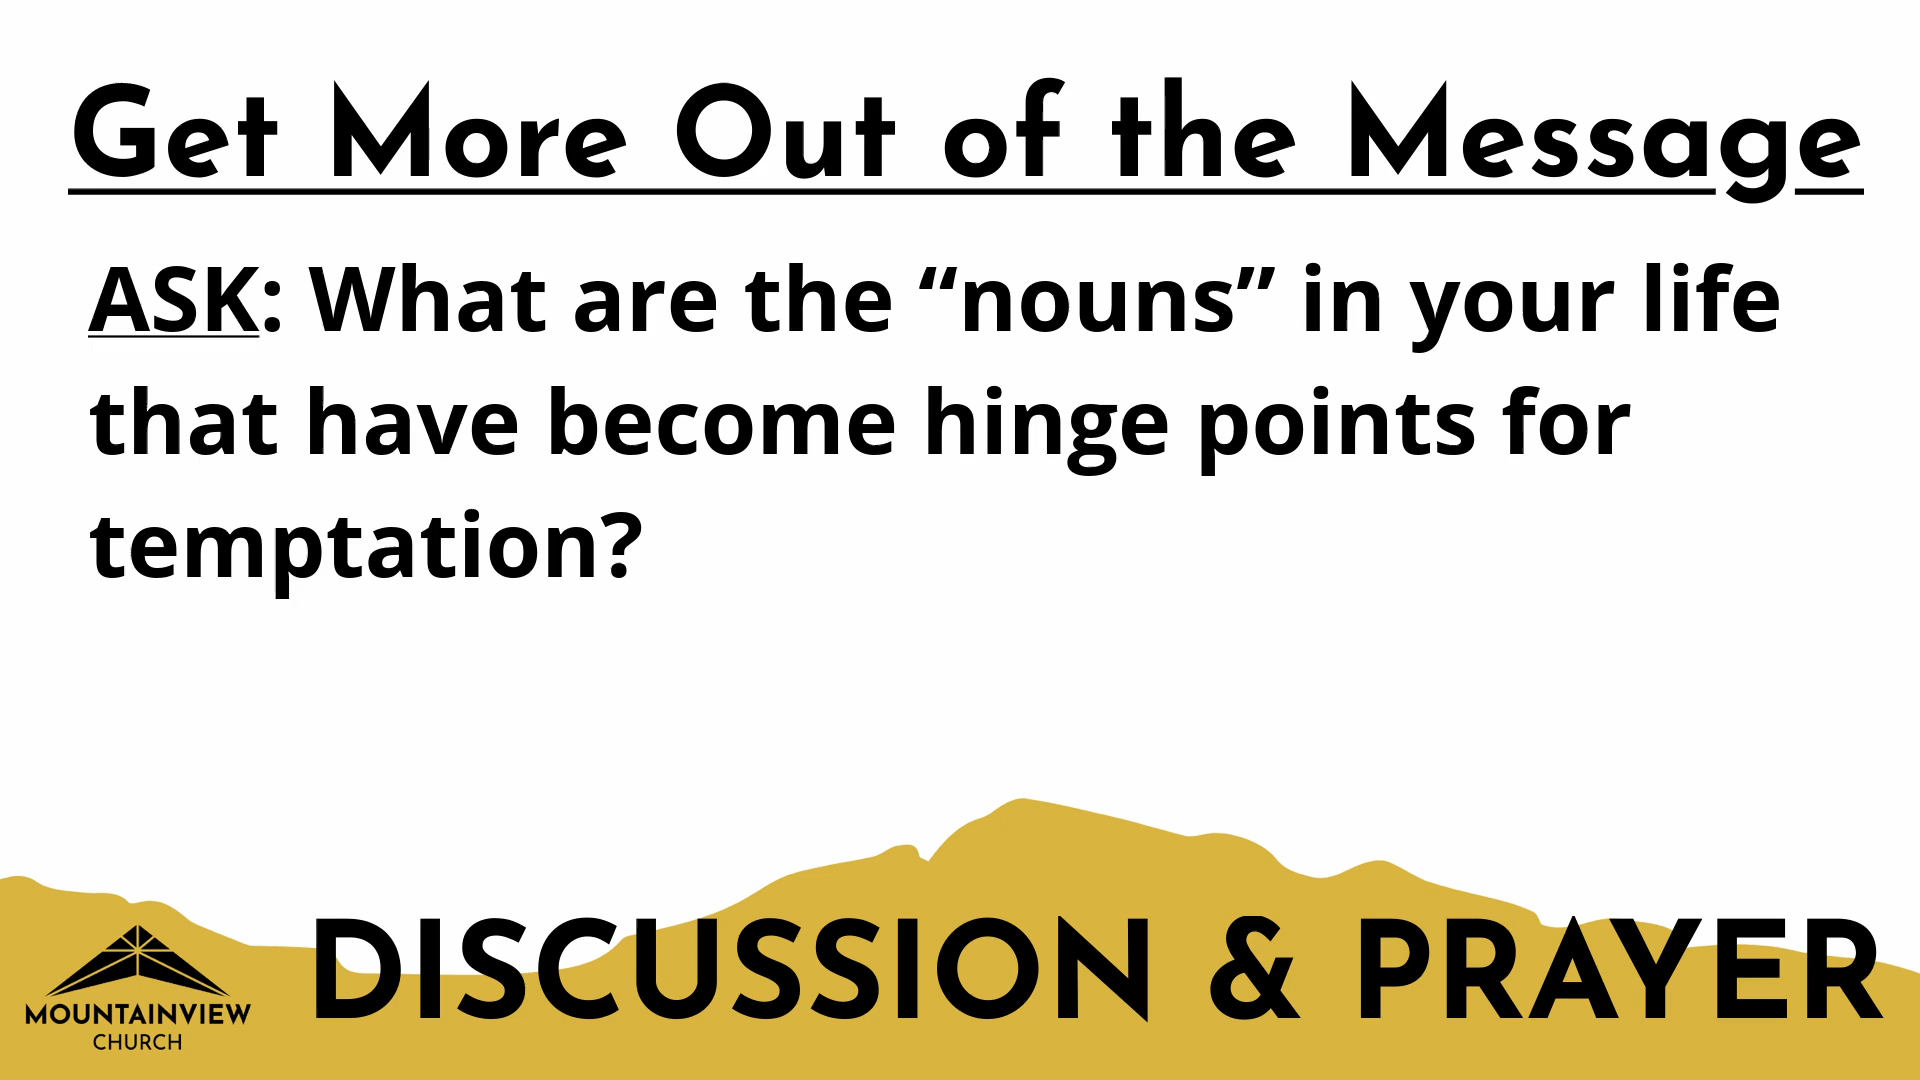 Get More Out of the Message
ASK: What are the “nouns” in your life
that have become hinge points for
temptation?
DISCUSSION & PRAYER
MOUNTAINVIEW
CHURCH